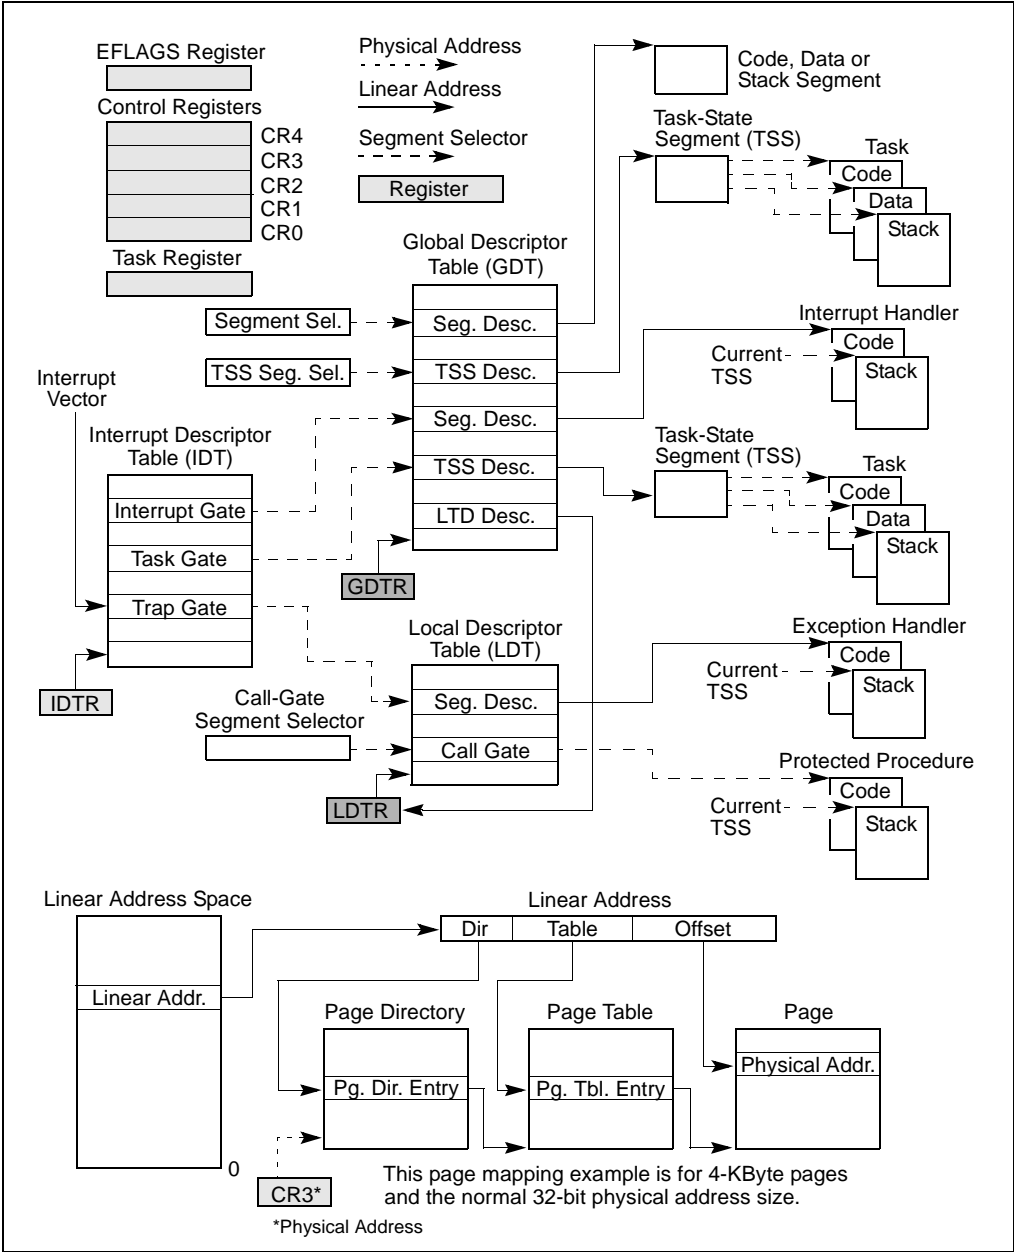 EFLAGS Register
Control Registers
CR4
CR3
CR2
CR1
CR0
Task Register
Physical Address
Linear Address
Segment Selector
Register
Code, Data or
Stack Segment
Task-State
Segment (TSS)
Task
Code
Data
Stack
Global Descriptor
Table (GDT)
Segment Sel.
Seg. Desc.
TSS Seg. Sel.
TSS Desc.
Seg. Desc.
TSS Desc.
LTD Desc.
GDTR
Interrupt Handler
Code
Stack
Current
TSS
Interrupt
Vector
Interrupt Descriptor
Table (IDT)
Interrupt Gate
Task Gate
Trap Gate
IDTR
Task-State
Segment (TSS)
Task
Code
Data
Stack
Local Descriptor
Table (LDT)
Seg. Desc.
Call Gate
Call-Gate
Segment Selector
LDTR
Exception Handler
Code
Stack
Current
TSS
Protected Procedure
Code
Stack
Current
TSS
Linear Address Space
Linear Addr.
0
Linear Address
Dir Table Offset
Page Directory
Pg. Dir. Entry
Page Table
Pg. Tbl. Entry
Page
Physical Addr.
CR3*
*Physical Address
This page mapping example is for 4-KByte pages
and the normal 32-bit physical address size.